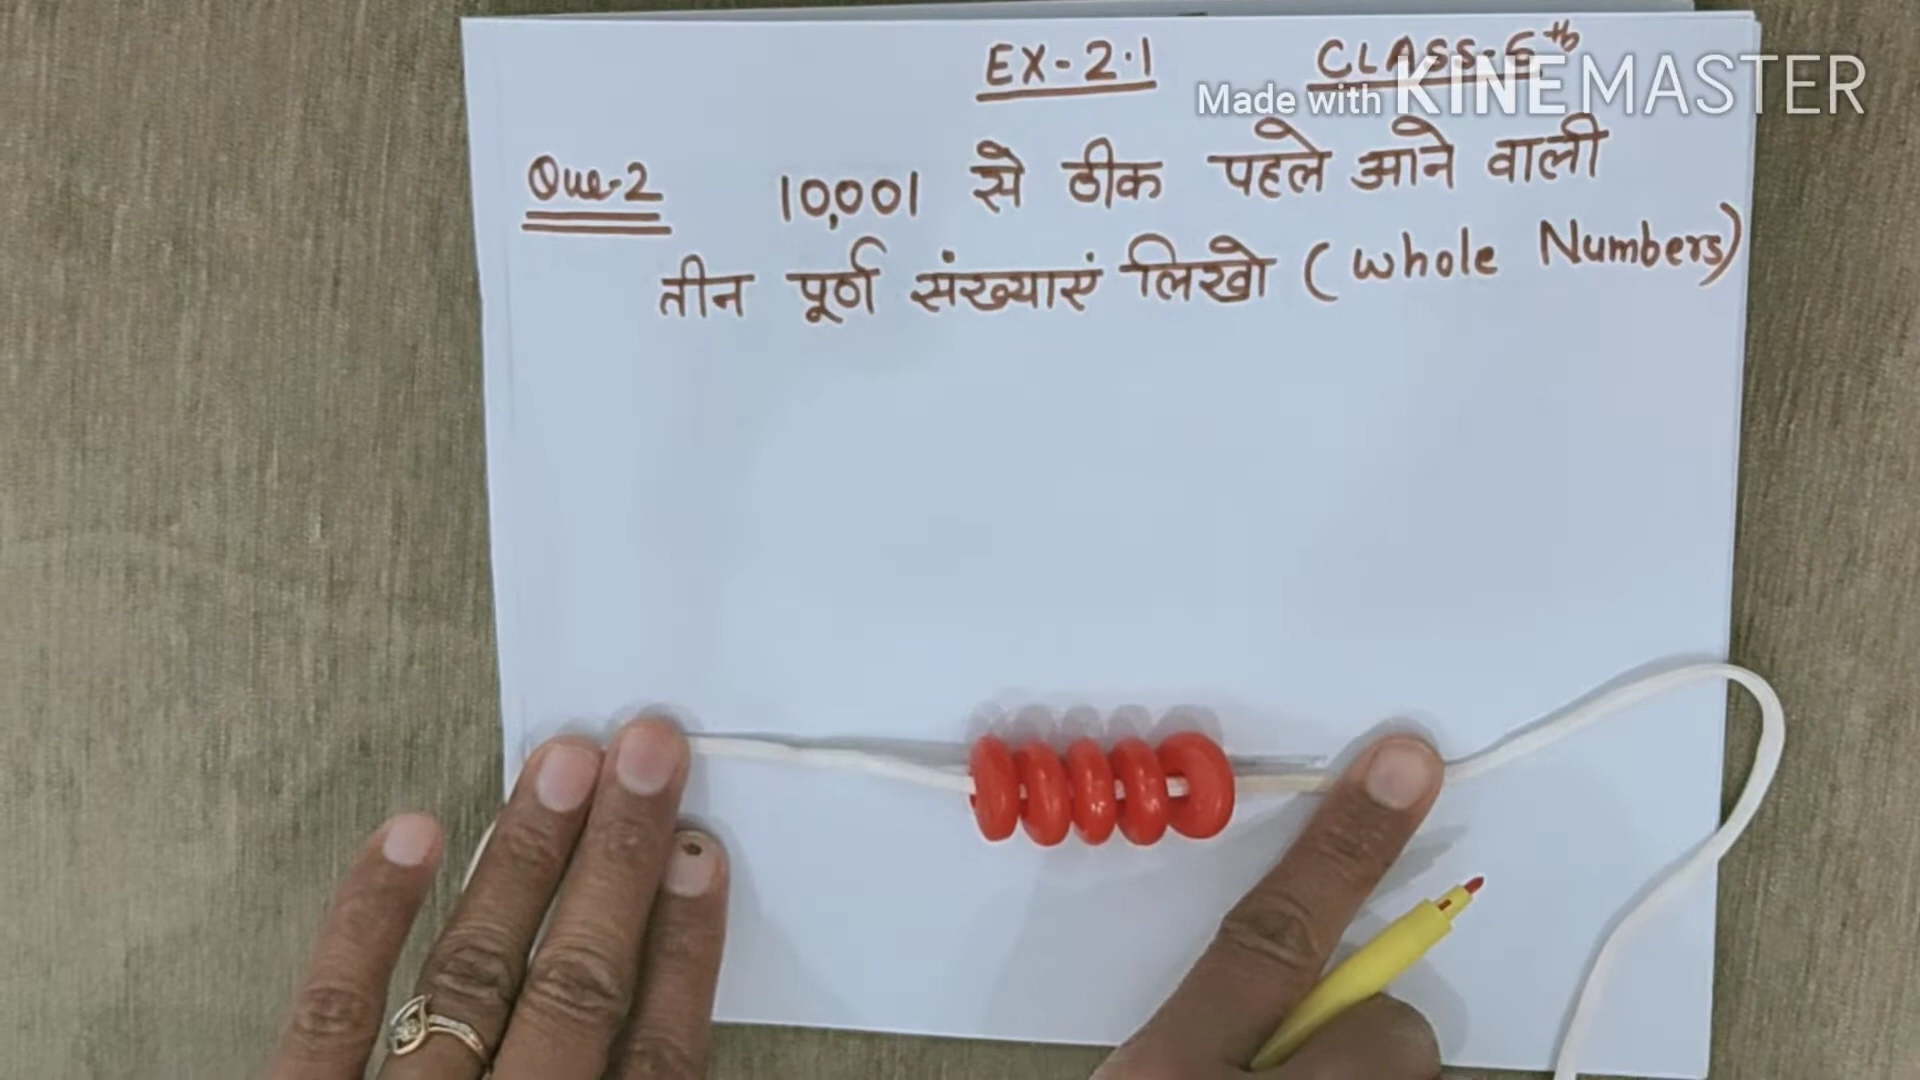 EX-2.1 CLASS-6th
Made with KINEMASTER
Que-2 10,001 से ठीक पहले आने वाली
तीन पूर्ण संख्याएं लिखो (Whole Numbers)